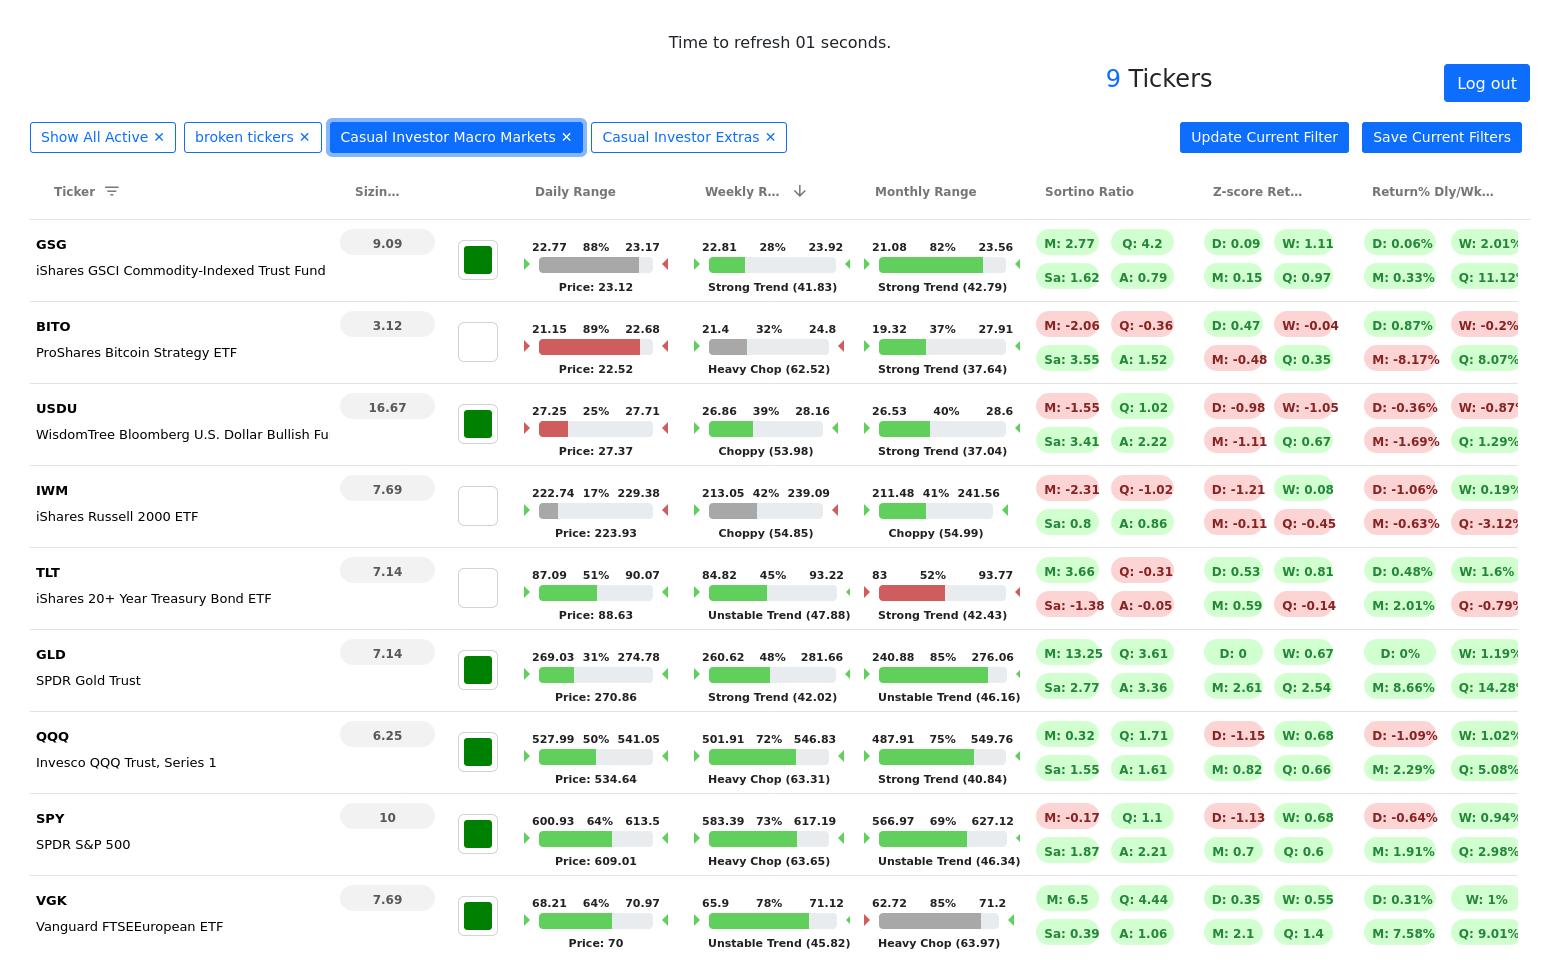 Time to refresh 01 seconds.
9 Tickers
Log out
Show All Active ✕ broken tickers ✕ Casual Investor Macro Markets ✕ Casual Investor Extras ✕ Update Current Filter Save Current Filters
Ticker Sizin... Daily Range Weekly R... Monthly Range Sortino Ratio Z-score Ret... Return% Dly/Wk...
GSG 9.09 22.77 88% 23.17 22.81 28% 23.92 21.08 82% 23.56 M: 2.77 Q: 4.2 D: 0.09 W: 1.11 D: 0.06% W: 2.01%
iShares GSCI Commodity-Indexed Trust Fund Price: 23.12 Strong Trend (41.83) Strong Trend (42.79) Sa: 1.62 A: 0.79 M: 0.15 Q: 0.97 M: 0.33% Q: 11.12%
BITO 3.12 21.15 89% 22.68 21.4 32% 24.8 19.32 37% 27.91 M: -2.06 Q: -0.36 D: 0.47 W: -0.04 D: 0.87% W: -0.2%
ProShares Bitcoin Strategy ETF Price: 22.52 Heavy Chop (62.52) Strong Trend (37.64) Sa: 3.55 A: 1.52 M: -0.48 Q: 0.35 M: -8.17% Q: 8.07%
USDU 16.67 27.25 25% 27.71 26.86 39% 28.16 26.53 40% 28.6 M: -1.55 Q: 1.02 D: -0.98 W: -1.05 D: -0.36% W: -0.87%
WisdomTree Bloomberg U.S. Dollar Bullish Fu Price: 27.37 Choppy (53.98) Strong Trend (37.04) Sa: 3.41 A: 2.22 M: -1.11 Q: 0.67 M: -1.69% Q: 1.29%
IWM 7.69 222.74 17% 229.38 213.05 42% 239.09 211.48 41% 241.56 M: -2.31 Q: -1.02 D: -1.21 W: 0.08 D: -1.06% W: 0.19%
iShares Russell 2000 ETF Price: 223.93 Choppy (54.85) Choppy (54.99) Sa: 0.8 A: 0.86 M: -0.11 Q: -0.45 M: -0.63% Q: -3.12%
TLT 7.14 87.09 51% 90.07 84.82 45% 93.22 83 52% 93.77 M: 3.66 Q: -0.31 D: 0.53 W: 0.81 D: 0.48% W: 1.6%
iShares 20+ Year Treasury Bond ETF Price: 88.63 Unstable Trend (47.88) Strong Trend (42.43) Sa: -1.38 A: -0.05 M: 0.59 Q: -0.14 M: 2.01% Q: -0.79%
GLD 7.14 269.03 31% 274.78 260.62 48% 281.66 240.88 85% 276.06 M: 13.25 Q: 3.61 D: 0 W: 0.67 D: 0% W: 1.19%
SPDR Gold Trust Price: 270.86 Strong Trend (42.02) Unstable Trend (46.16) Sa: 2.77 A: 3.36 M: 2.61 Q: 2.54 M: 8.66% Q: 14.28%
QQQ 6.25 527.99 50% 541.05 501.91 72% 546.83 487.91 75% 549.76 M: 0.32 Q: 1.71 D: -1.15 W: 0.68 D: -1.09% W: 1.02%
Invesco QQQ Trust, Series 1 Price: 534.64 Heavy Chop (63.31) Strong Trend (40.84) Sa: 1.55 A: 1.61 M: 0.82 Q: 0.66 M: 2.29% Q: 5.08%
SPY 10 600.93 64% 613.5 583.39 73% 617.19 566.97 69% 627.12 M: -0.17 Q: 1.1 D: -1.13 W: 0.68 D: -0.64% W: 0.94%
SPDR S&P 500 Price: 609.01 Heavy Chop (63.65) Unstable Trend (46.34) Sa: 1.87 A: 2.21 M: 0.7 Q: 0.6 M: 1.91% Q: 2.98%
VGK 7.69 68.21 64% 70.97 65.9 78% 71.12 62.72 85% 71.2 M: 6.5 Q: 4.44 D: 0.35 W: 0.55 D: 0.31% W: 1%
Vanguard FTSEEuropean ETF Price: 70 Unstable Trend (45.82) Heavy Chop (63.97) Sa: 0.39 A: 1.06 M: 2.1 Q: 1.4 M: 7.58% Q: 9.01%